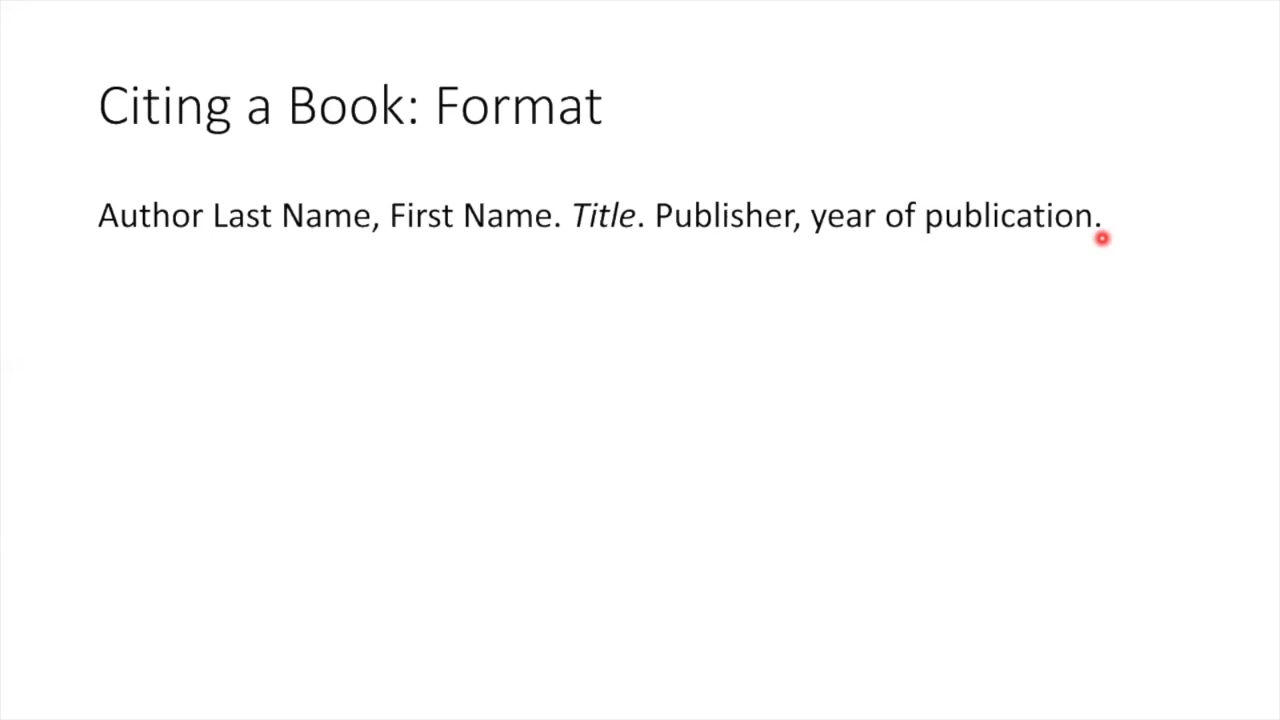 Citing a Book: Format
Author Last Name, First Name. Title. Publisher, year of publication.